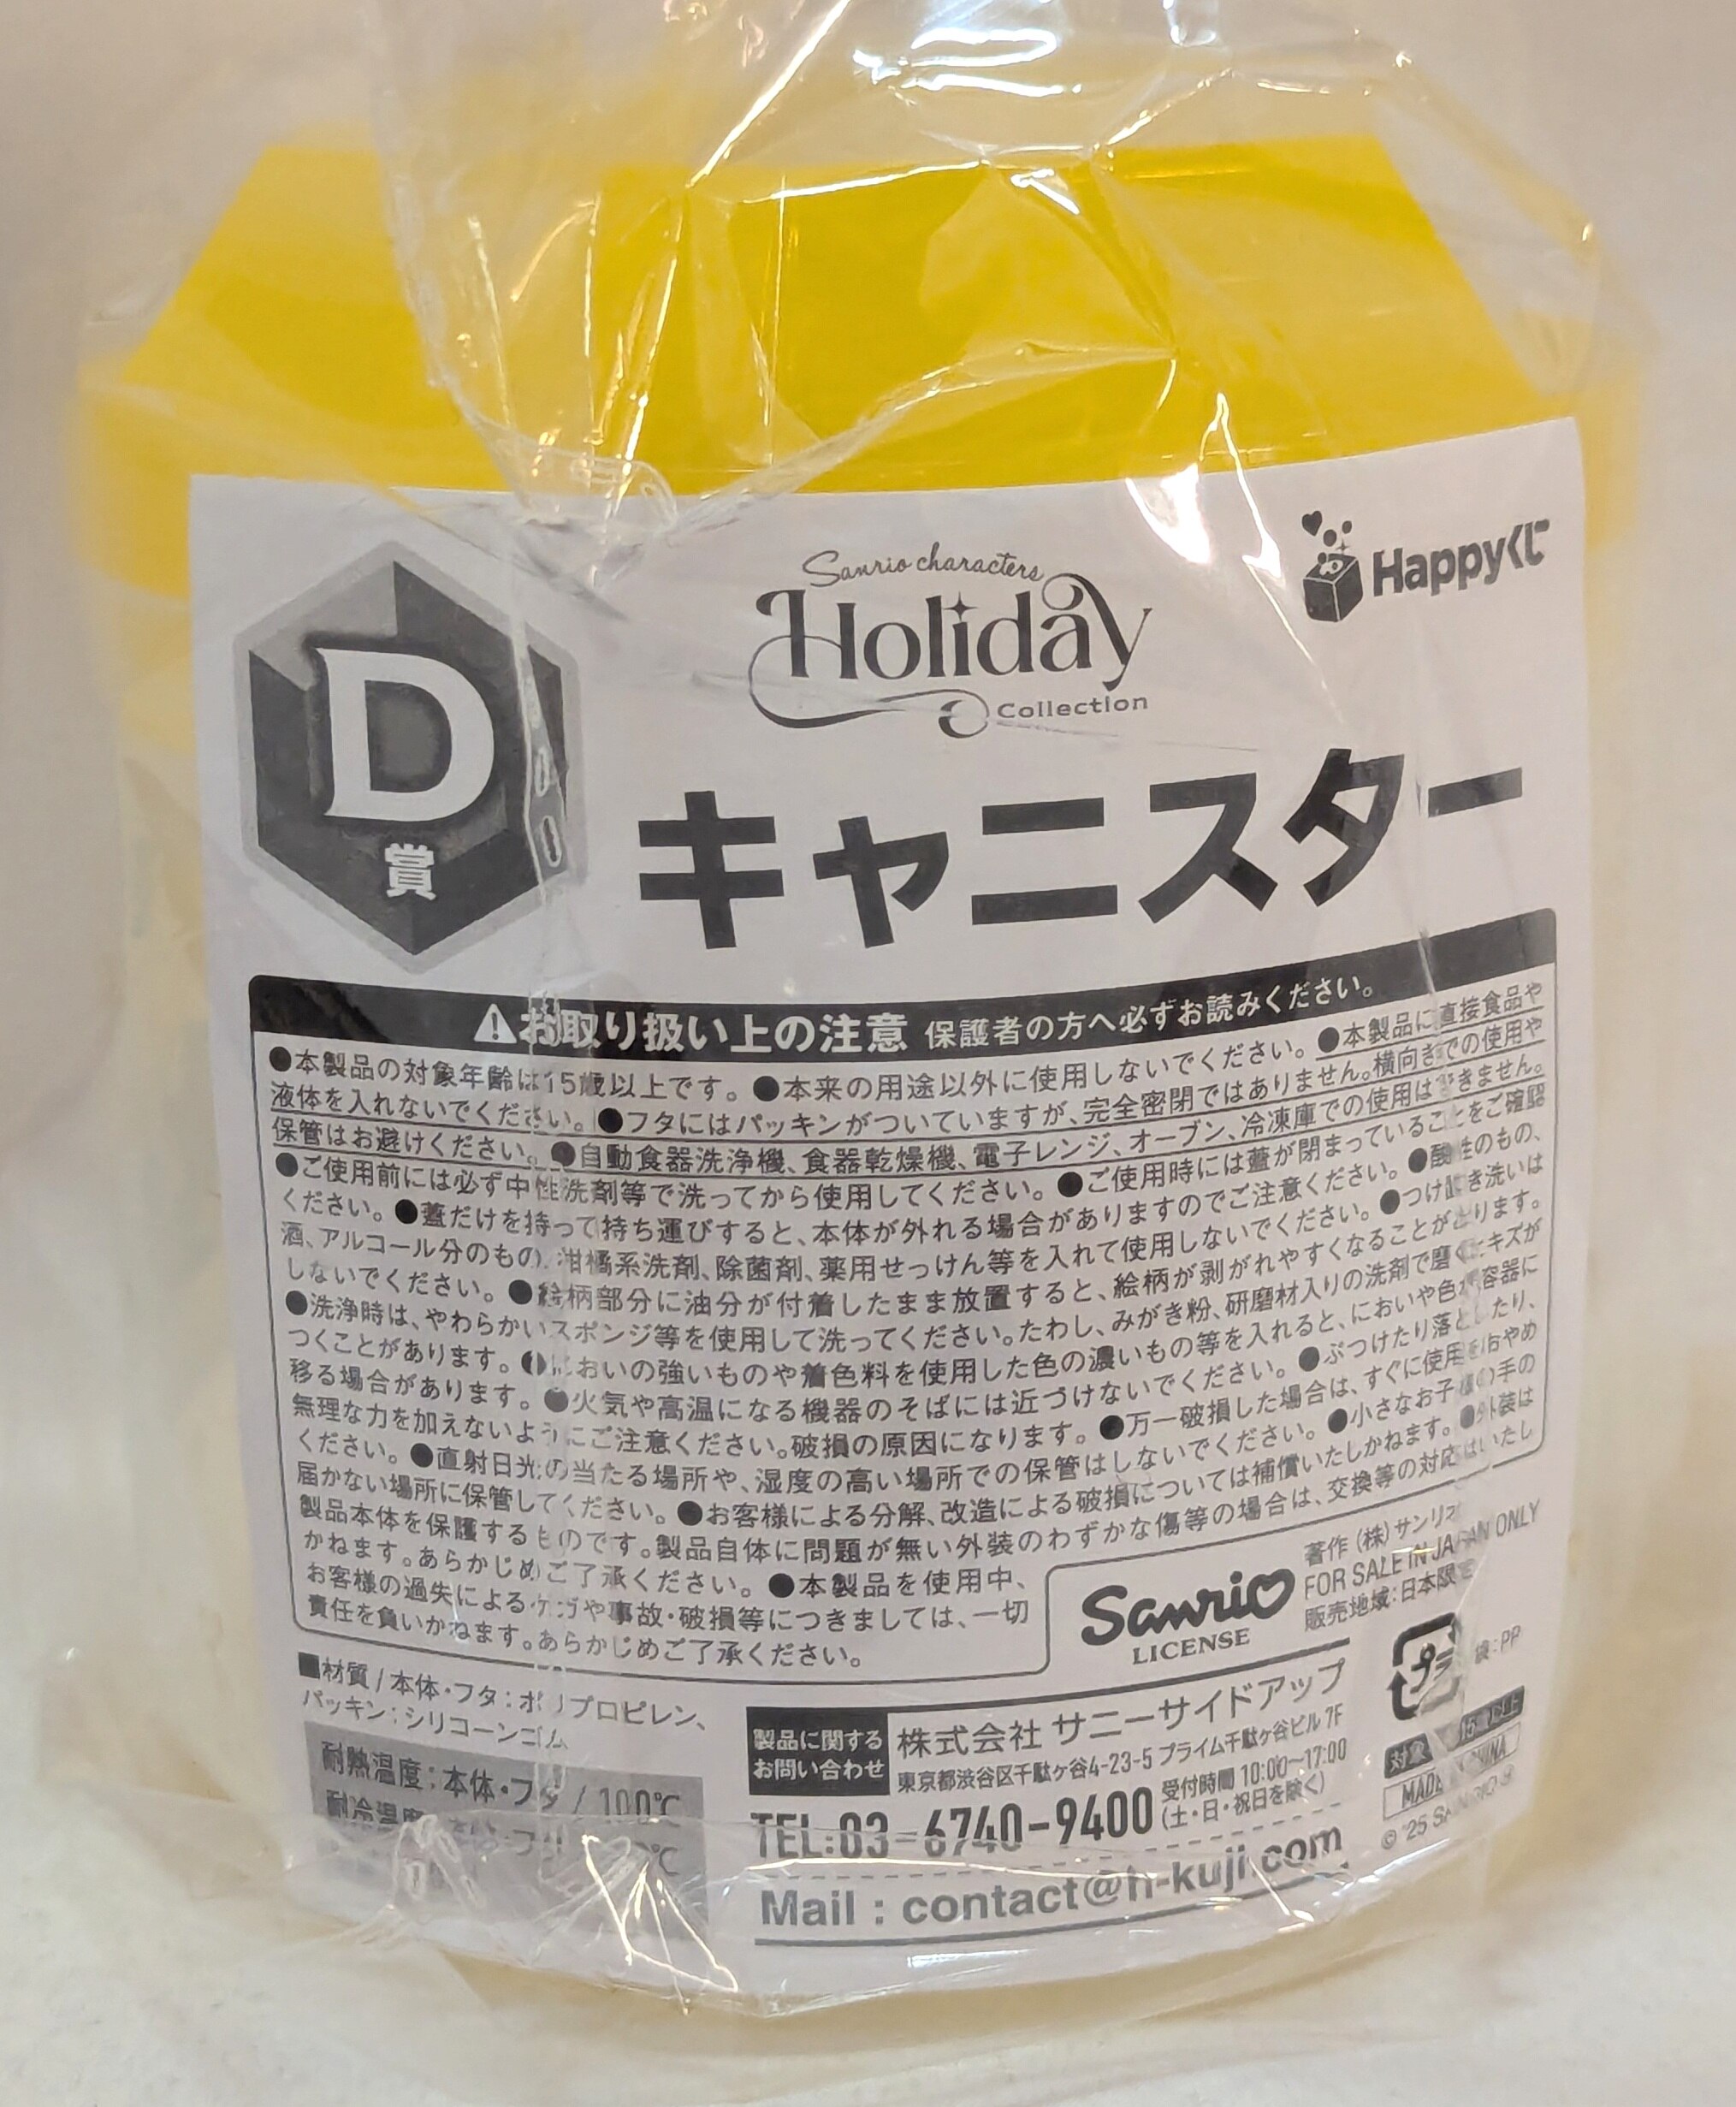 Sanrio characters
Holiday
Collection
Happyくじ
D
賞
キャニスター
お取り扱い上の注意 保護者の方へ必ずお読みください。
●本製品の対象年齢は15歳以上です。●本来の用途以外に使用しないでください。●本製品に直接食品や
液体を入れないでください。●フタにはパッキンがついていますが、完全密閉ではありません。横向きでの使用や
保管はお避けください。●自動食器洗浄機、食器乾燥機、電子レンジ、オーブン、冷凍庫での使用はできません。
●ご使用前には必ず中性洗剤等で洗ってから使用してください。●ご使用時には蓋が閉まっていることをご確認
ください。●蓋だけを持って持ち運びすると、本体が外れる場合がありますのでご注意ください。●酸性のもの、
酒、アルコール分のもの、柑橘系洗剤、除菌剤、薬用せっけん等を入れて使用しないでください。●つけ置き洗いは
しないでください。●絵柄部分に油分が付着したまま放置すると、絵柄が剥がれやすくなることがあります。
●洗浄時は、やわらかいスポンジ等を使用して洗ってください。たわし、みがき粉、研磨材入りの洗剤で磨くとキズが
つくことがあります。●においの強いものや着色料を使用した色の濃いもの等を入れると、においや色が容器に
移る場合があります。●火気や高温になる機器のそばには近づけないでください。●ぶつけたり落としたり、
無理な力を加えないようにご注意ください。破損の原因になります。●万一破損した場合は、すぐに使用をおやめ
ください。●直射日光の当たる場所や、湿度の高い場所での保管はしないでください。●小さなお子様の手の
届かない場所に保管してください。●お客様による分解、改造による破損については補償いたしかねます。●外装は
製品本体を保護するものです。製品自体に問題が無い外装のわずかな傷等の場合は、交換等の対応はいたし
かねます。あらかじめご了承ください。●本製品を使用中、
お客様の過失によるケガや事故・破損等につきましては、一切
責任を負いかねます。あらかじめご了承ください。
Sanrio
LICENSE
著作 (株)サンリオ
FOR SALE IN JAPAN ONLY
販売地域:日本限定
■材質/本体・フタ:ポリプロピレン、
パッキン:シリコーンゴム
耐熱温度:本体・フタ/100℃
耐冷温度
製品に関する
お問い合わせ
株式会社 サニーサイドアップ
東京都渋谷区千駄ヶ谷4-23-5 プライム千駄ヶ谷ビル 7F
TEL:03-6740-9400 受付時間 10:00〜17:00
(土・日・祝日を除く)
Mail : contact@h-kuji.com
プラ
袋:PP
対象 15歳以上
MADE IN CHINA
© '25 SANRIO